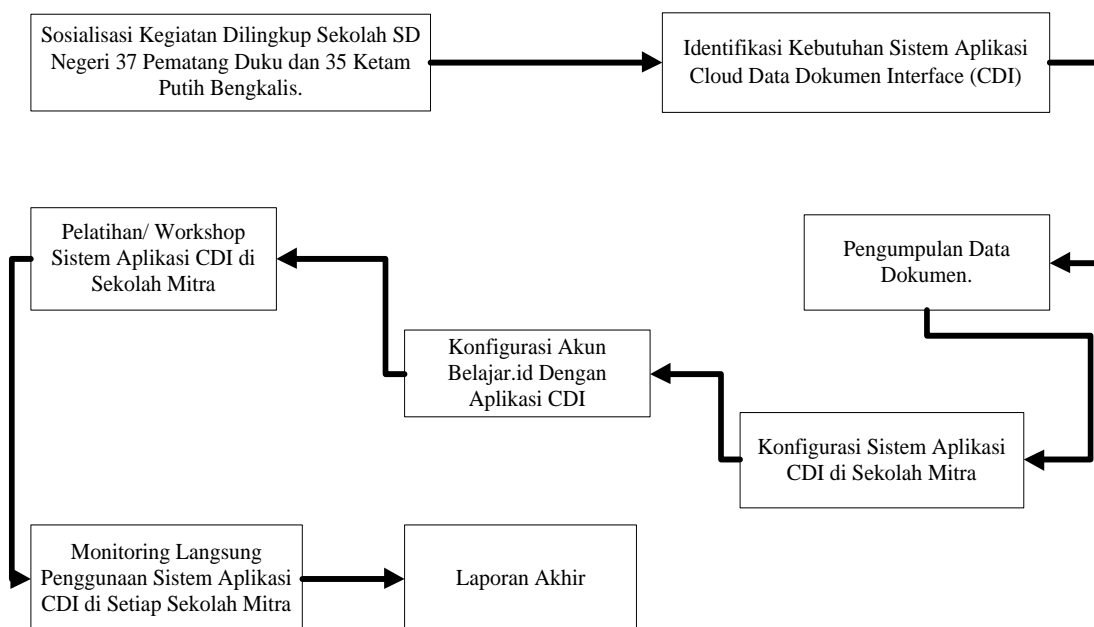 Sosialisasi Kegiatan Dilingkup Sekolah SD
Negeri 37 Pematang Duku dan 35 Ketam
Putih Bengkalis.
Identifikasi Kebutuhan Sistem Aplikasi
Cloud Data Dokumen Interface (CDI)
Pengumpulan Data
Dokumen.
Konfigurasi Sistem Aplikasi
CDI di Sekolah Mitra
Konfigurasi Akun
Belajar.id Dengan
Aplikasi CDI
Pelatihan/ Workshop
Sistem Aplikasi CDI di
Sekolah Mitra
Monitoring Langsung
Penggunaan Sistem Aplikasi
CDI di Setiap Sekolah Mitra
Laporan Akhir